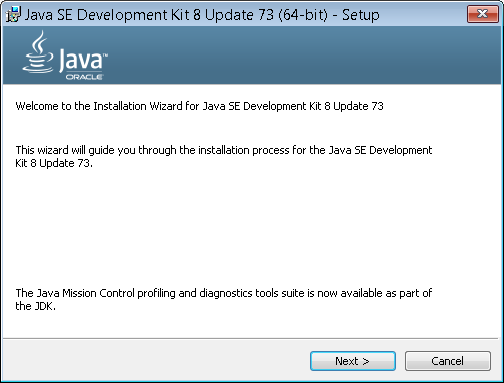 Java SE Development Kit 8 Update 73 (64-bit) - Setup
Java™
ORACLE
Welcome to the Installation Wizard for Java SE Development Kit 8 Update 73
This wizard will guide you through the installation process for the Java SE Development
Kit 8 Update 73.
The Java Mission Control profiling and diagnostics tools suite is now available as part of
the JDK.
Next >
Cancel